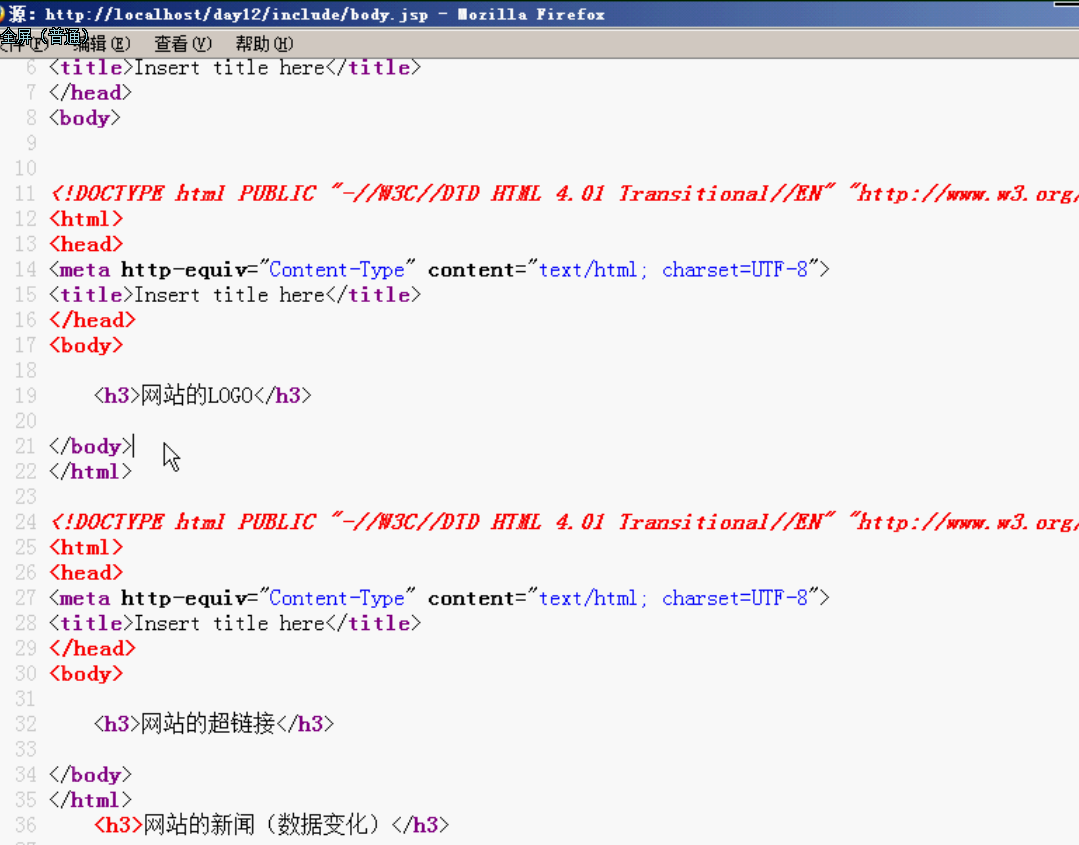 源: http://localhost/day12/include/body.jsp - Mozilla Firefox
全屏 (普通)
编辑(E) 查看(V) 帮助(H)
6 <title>Insert title here</title>
7 </head>
8 <body>
9
10
11 <!DOCTYPE html PUBLIC "-//W3C//DTD HTML 4.01 Transitional//EN" "http://www.w3.org/
12 <html>
13 <head>
14 <meta http-equiv="Content-Type" content="text/html; charset=UTF-8">
15 <title>Insert title here</title>
16 </head>
17 <body>
18
19 <h3>网站的LOGO</h3>
20
21 </body>
22 </html>
23
24 <!DOCTYPE html PUBLIC "-//W3C//DTD HTML 4.01 Transitional//EN" "http://www.w3.org/
25 <html>
26 <head>
27 <meta http-equiv="Content-Type" content="text/html; charset=UTF-8">
28 <title>Insert title here</title>
29 </head>
30 <body>
31
32 <h3>网站的超链接</h3>
33
34 </body>
35 </html>
36 <h3>网站的新闻（数据变化）</h3>